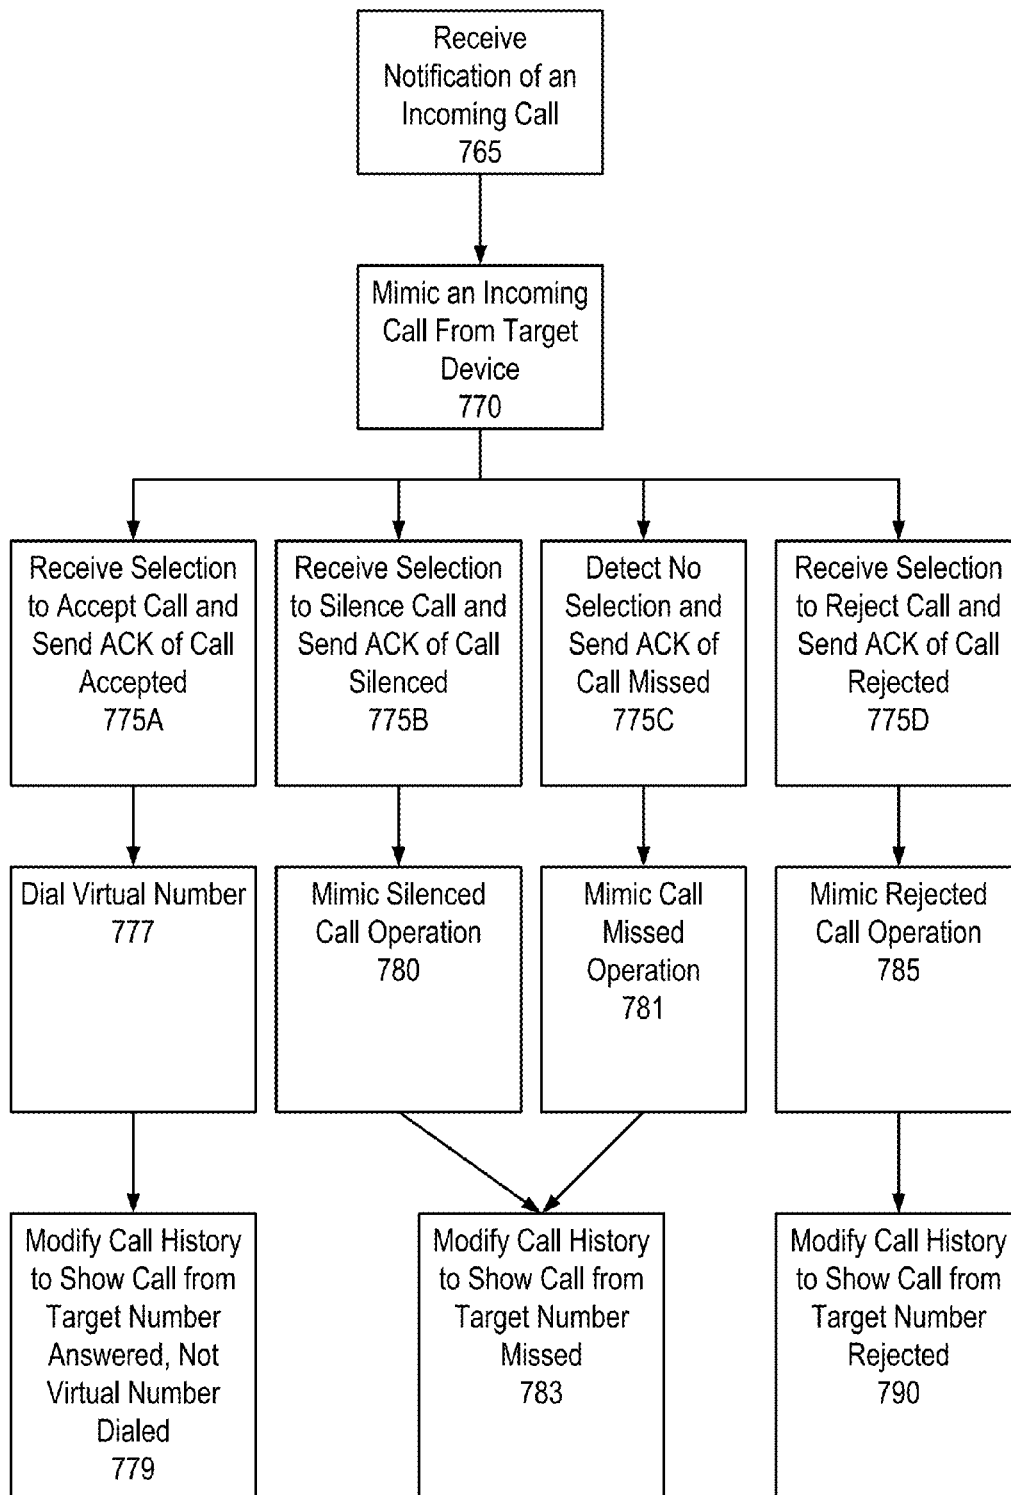 Receive
Notification of an
Incoming Call
765
Mimic an Incoming
Call From Target
Device
770
Receive Selection
to Accept Call and
Send ACK of Call
Accepted
775A
Receive Selection
to Silence Call and
Send ACK of Call
Silenced
775B
Detect No
Selection and
Send ACK of
Call Missed
775C
Receive Selection
to Reject Call and
Send ACK of Call
Rejected
775D
Dial Virtual Number
777
Mimic Silenced
Call Operation
780
Mimic Call
Missed
Operation
781
Mimic Rejected
Call Operation
785
Modify Call History
to Show Call from
Target Number
Answered, Not
Virtual Number
Dialed
779
Modify Call History
to Show Call from
Target Number
Missed
783
Modify Call History
to Show Call from
Target Number
Rejected
790